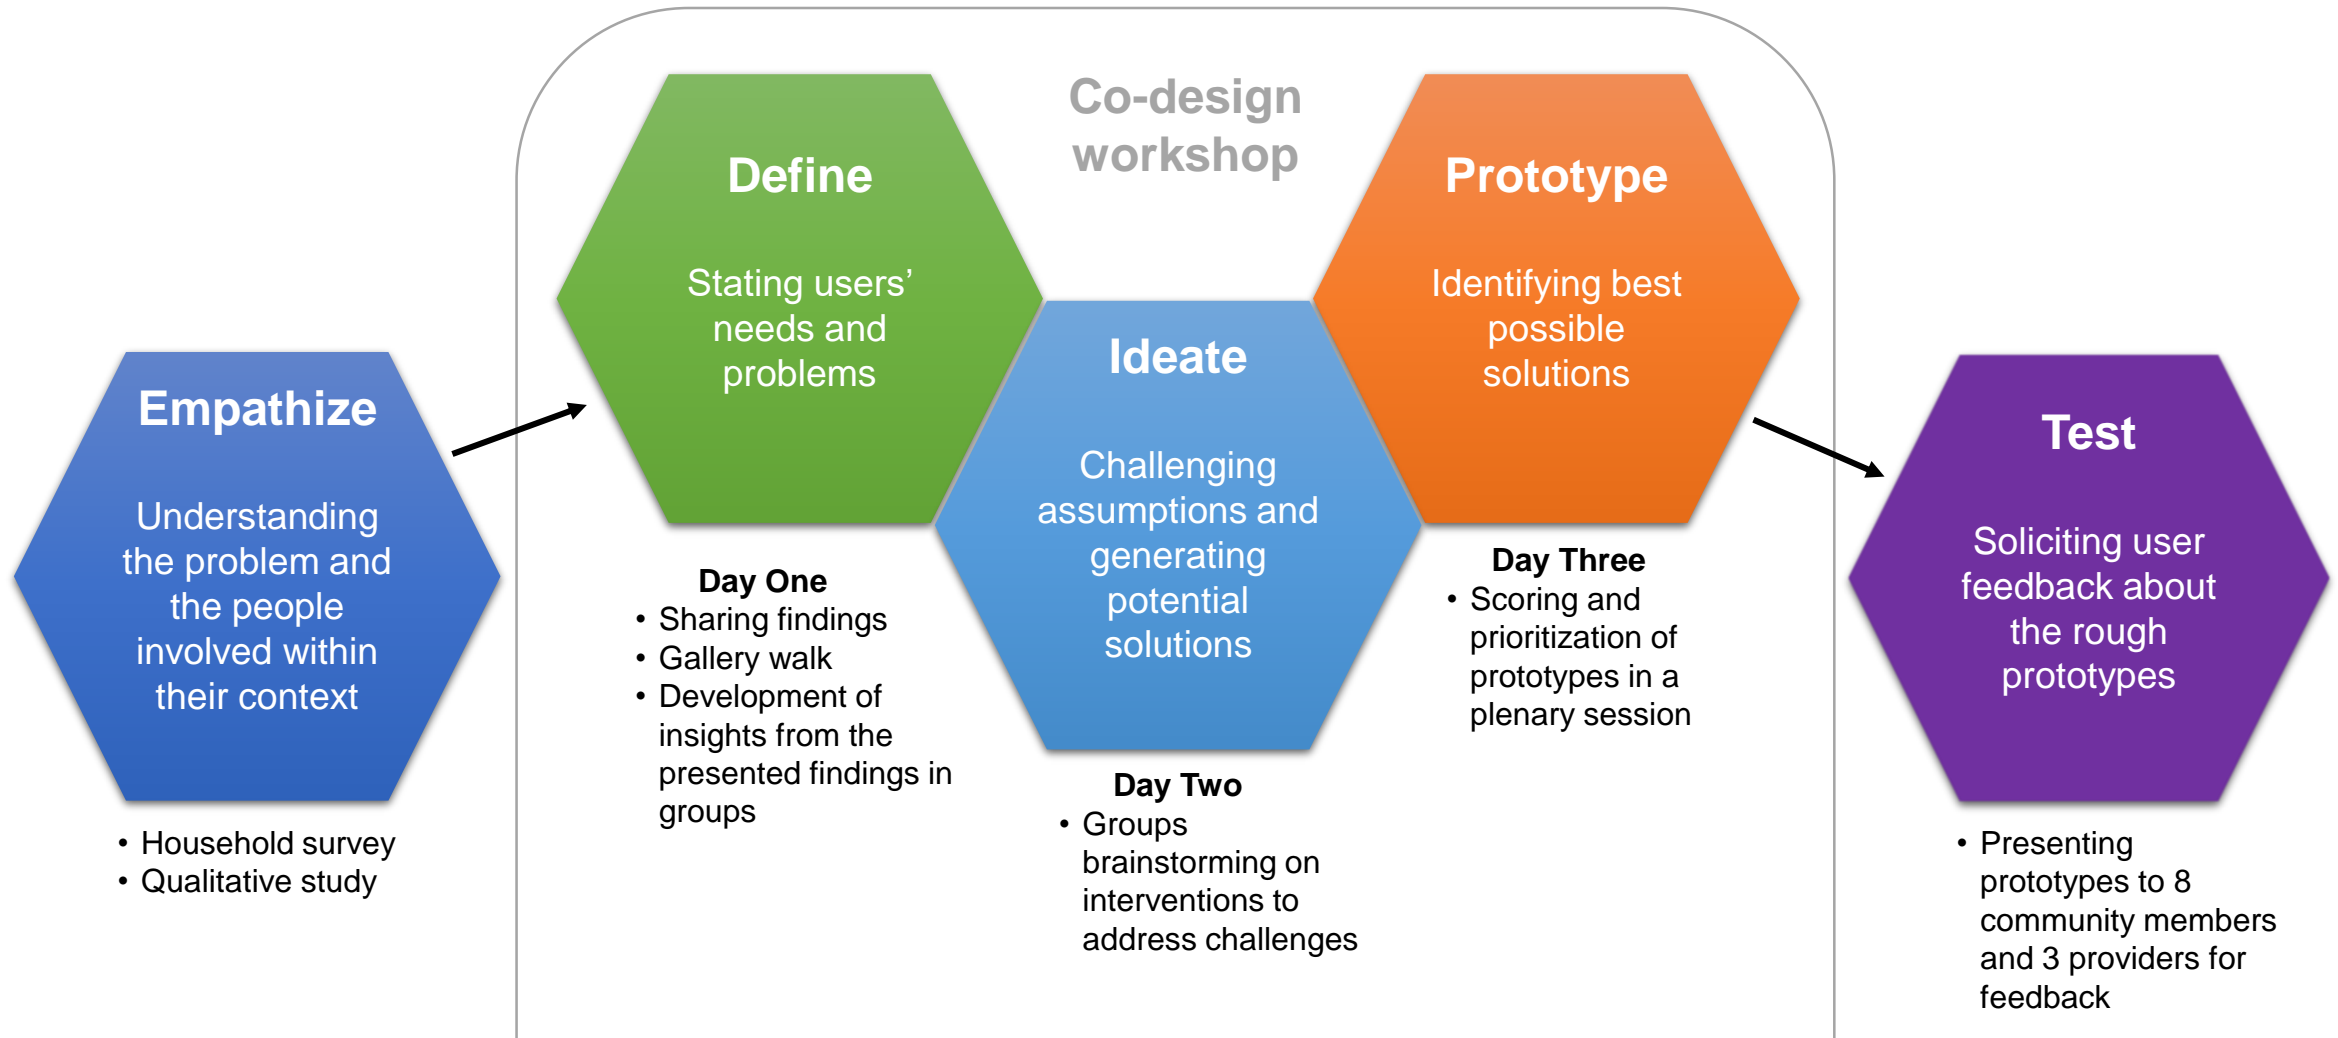 Co-design
workshop
Empathize
Understanding
the problem and
the people
involved within
their context
• Household survey
• Qualitative study
Define
Stating users’
needs and
problems
Day One
• Sharing findings
• Gallery walk
• Development of
insights from the
presented findings in
groups
Ideate
Challenging
assumptions and
generating
potential
solutions
Day Two
• Groups
brainstorming on
interventions to
address challenges
Prototype
Identifying best
possible
solutions
Day Three
• Scoring and
prioritization of
prototypes in a
plenary session
Test
Soliciting user
feedback about
the rough
prototypes
• Presenting
prototypes to 8
community members
and 3 providers for
feedback